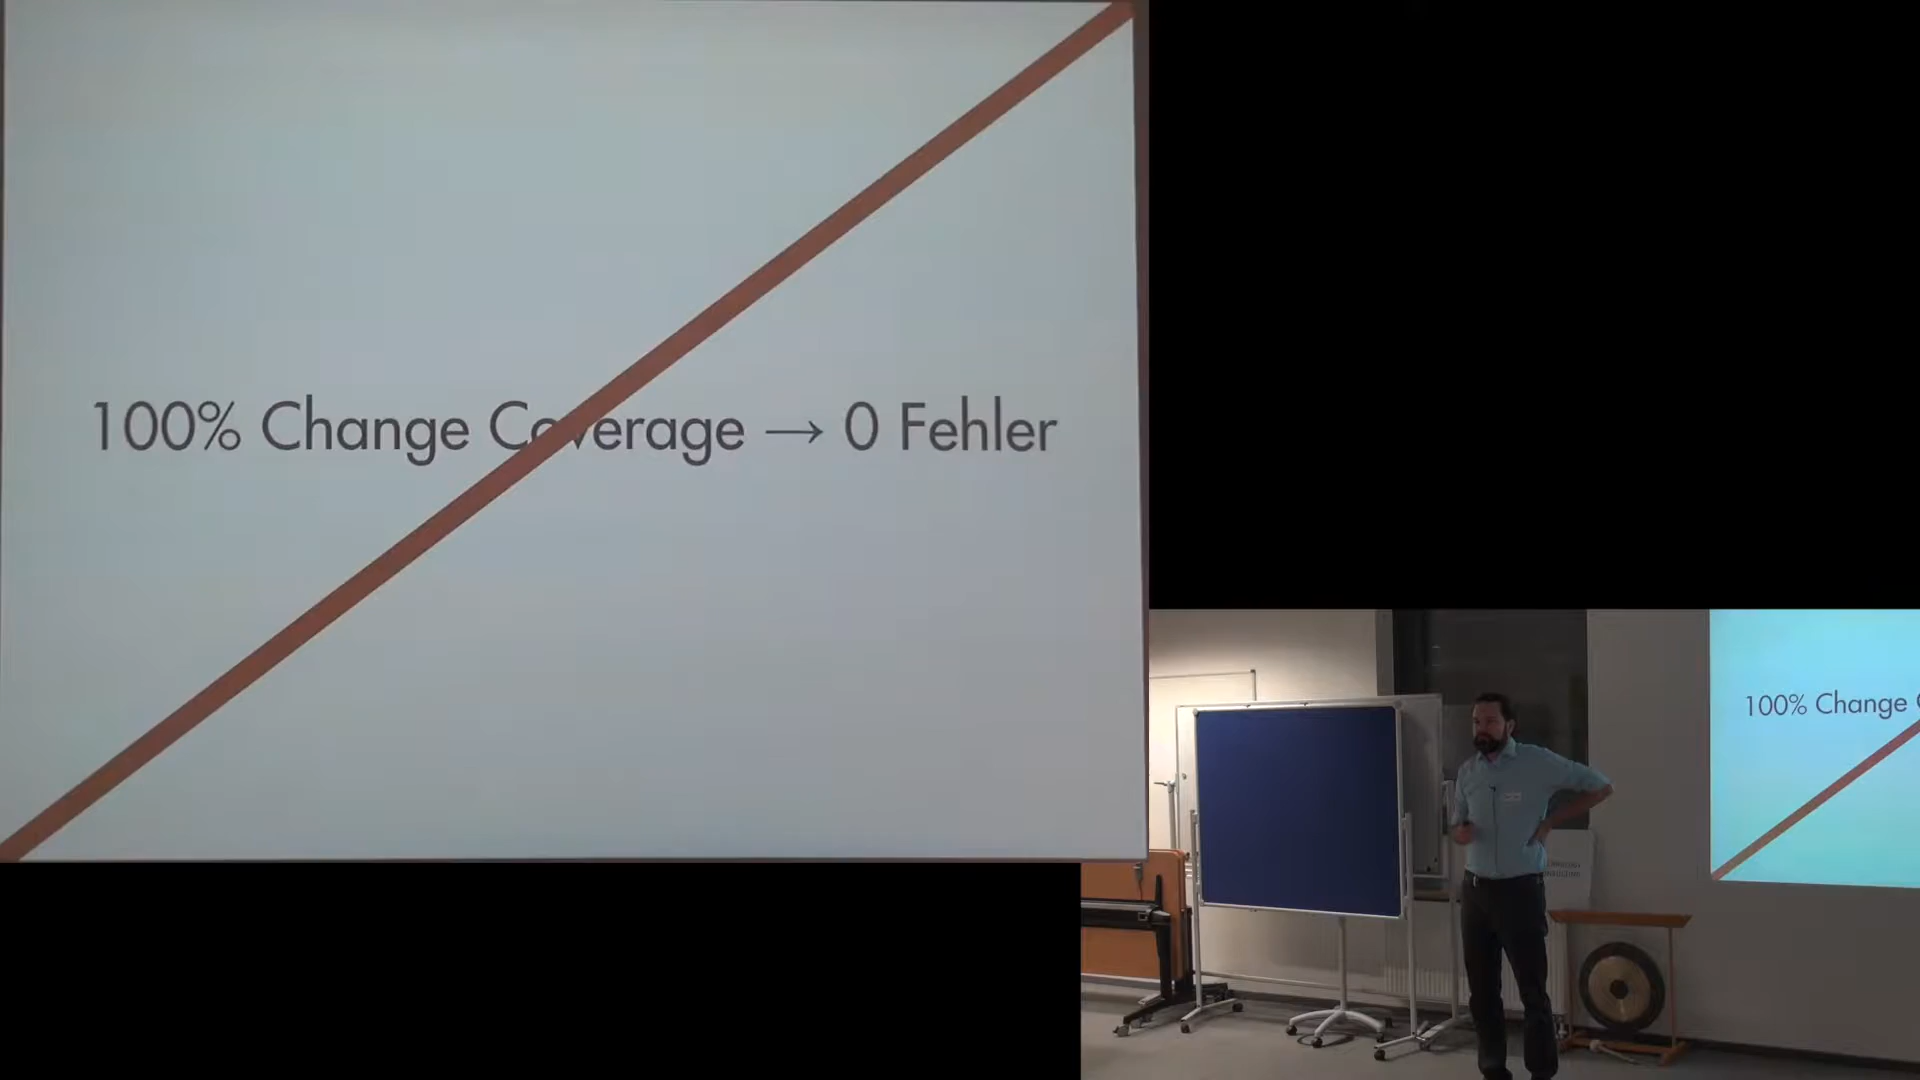 100% Change Coverage → 0 Fehler
100% Change